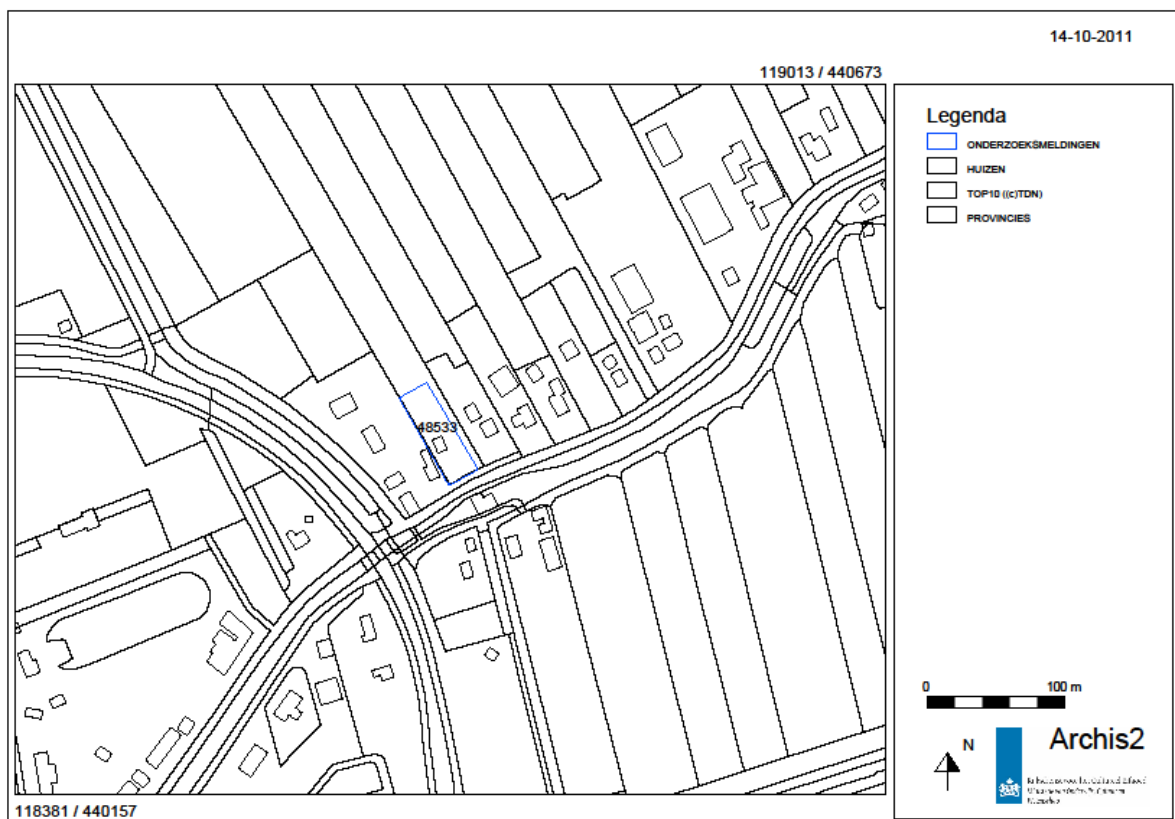 14-10-2011
119013 / 440673
Legenda
ONDERZOEKSMELDINGEN
HUIZEN
TOP10 ((c)TDN)
PROVINCIES
48533
0 100 m
N
Archis2
118381 / 440157